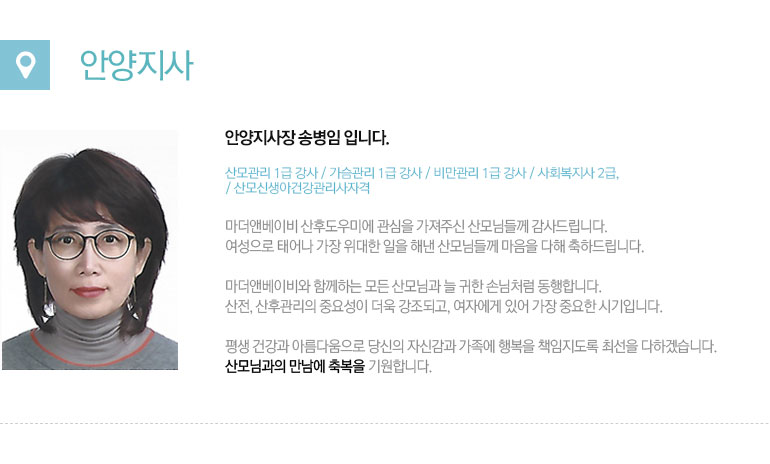 안양지사
안양지사장 송병임 입니다.
산모관리 1급 강사 / 가슴관리 1급 강사 / 비만관리 1급 강사 / 사회복지사 2급,
/ 산모신생아건강관리사자격
마더앤베이비 산후도우미에 관심을 가져주신 산모님들께 감사드립니다.
여성으로 태어나 가장 위대한 일을 해낸 산모님들께 마음을 다해 축하드립니다.
마더앤베이비와 함께하는 모든 산모님과 늘 귀한 손님처럼 동행합니다.
산전, 산후관리의 중요성이 더욱 강조되고, 여자에게 있어 가장 중요한 시기입니다.
평생 건강과 아름다움으로 당신의 자신감과 가족에 행복을 책임지도록 최선을 다하겠습니다.
산모님과의 만남에 축복을 기원합니다.